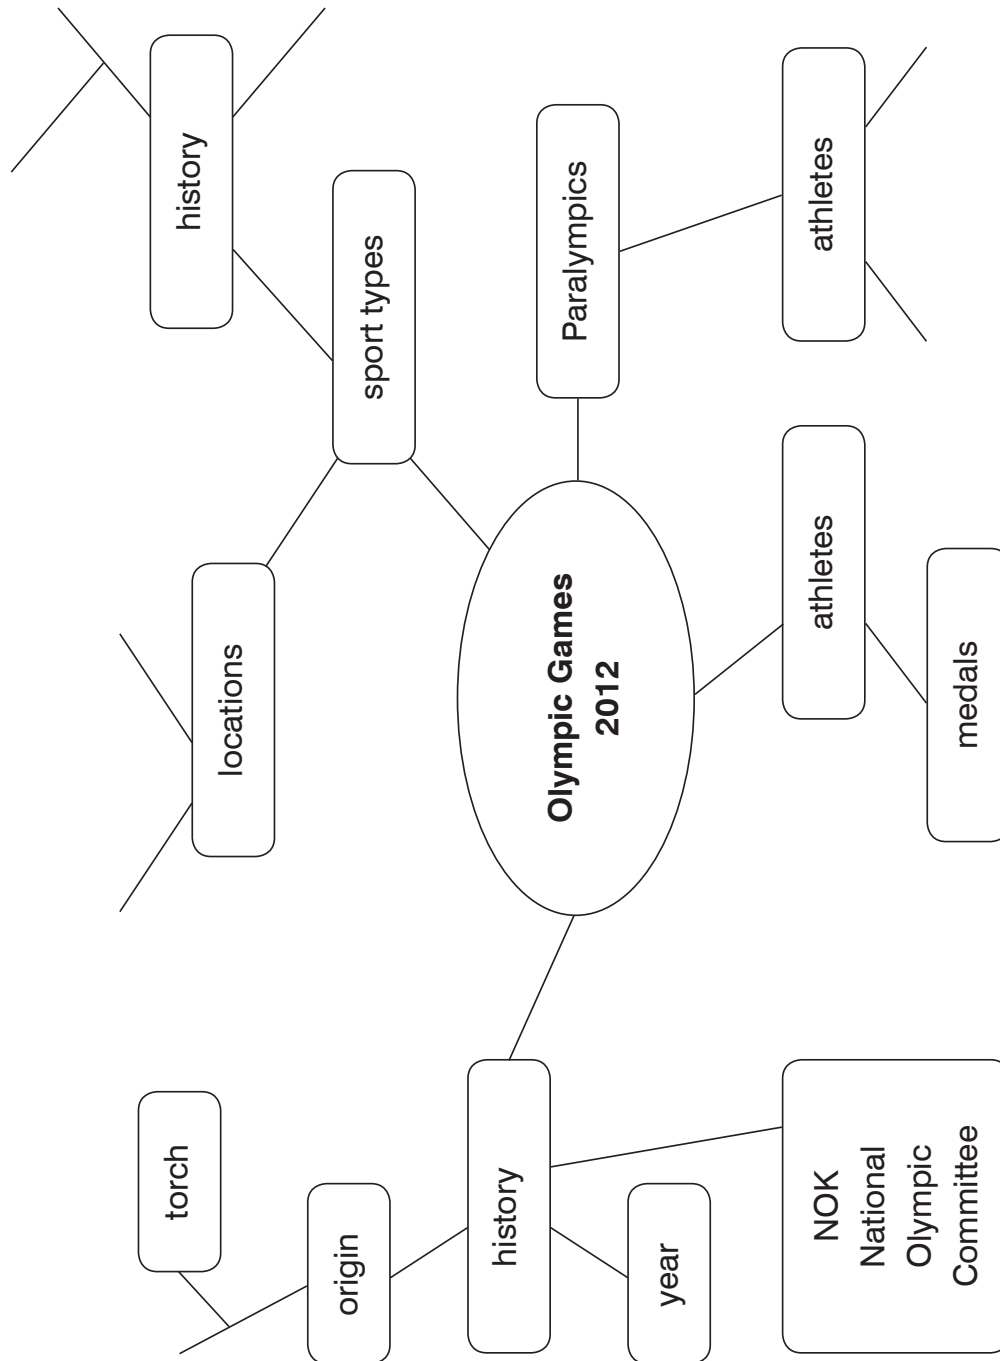 torch
origin
history
year
NOK
National
Olympic
Committee
locations
sport types
history
Olympic Games
2012
Paralympics
athletes
athletes
medals